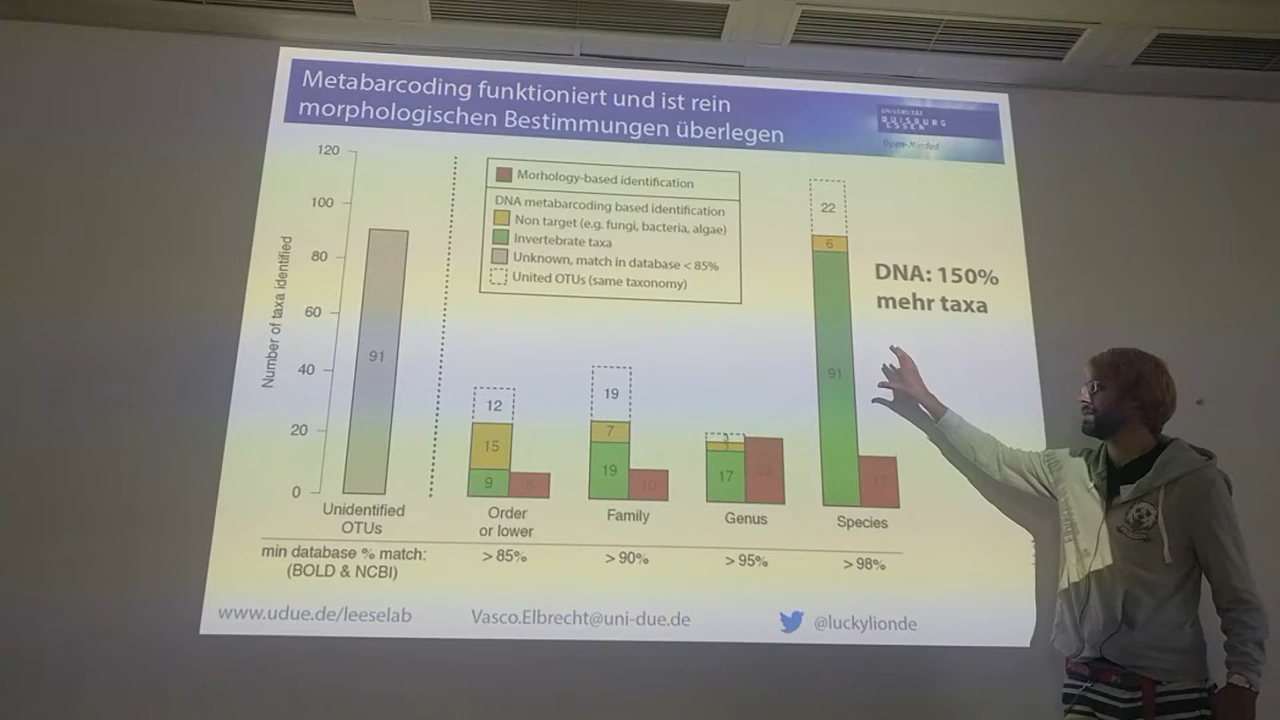 Metabarcoding funktioniert und ist rein
morphologischen Bestimmungen überlegen
UNIVERSITÄT
DUISBURG
ESSEN
Open-Minded
120
100
80
60
40
20
0
Number of taxa identified
Morhology-based identification
DNA metabarcoding based identification
Non target (e.g. fungi, bacteria, algae)
Invertebrate taxa
Unknown, match in database < 85%
United OTUs (same taxonomy)
DNA: 150%
mehr taxa
91
12
15
9
19
7
19
10
17
22
6
91
17
Unidentified
OTUs
Order
or lower
Family
Genus
Species
min database % match:
(BOLD & NCBI)
> 85%
> 90%
> 95%
> 98%
www.udue.de/leeselab
Vasco.Elbrecht@uni-due.de
@luckylionde